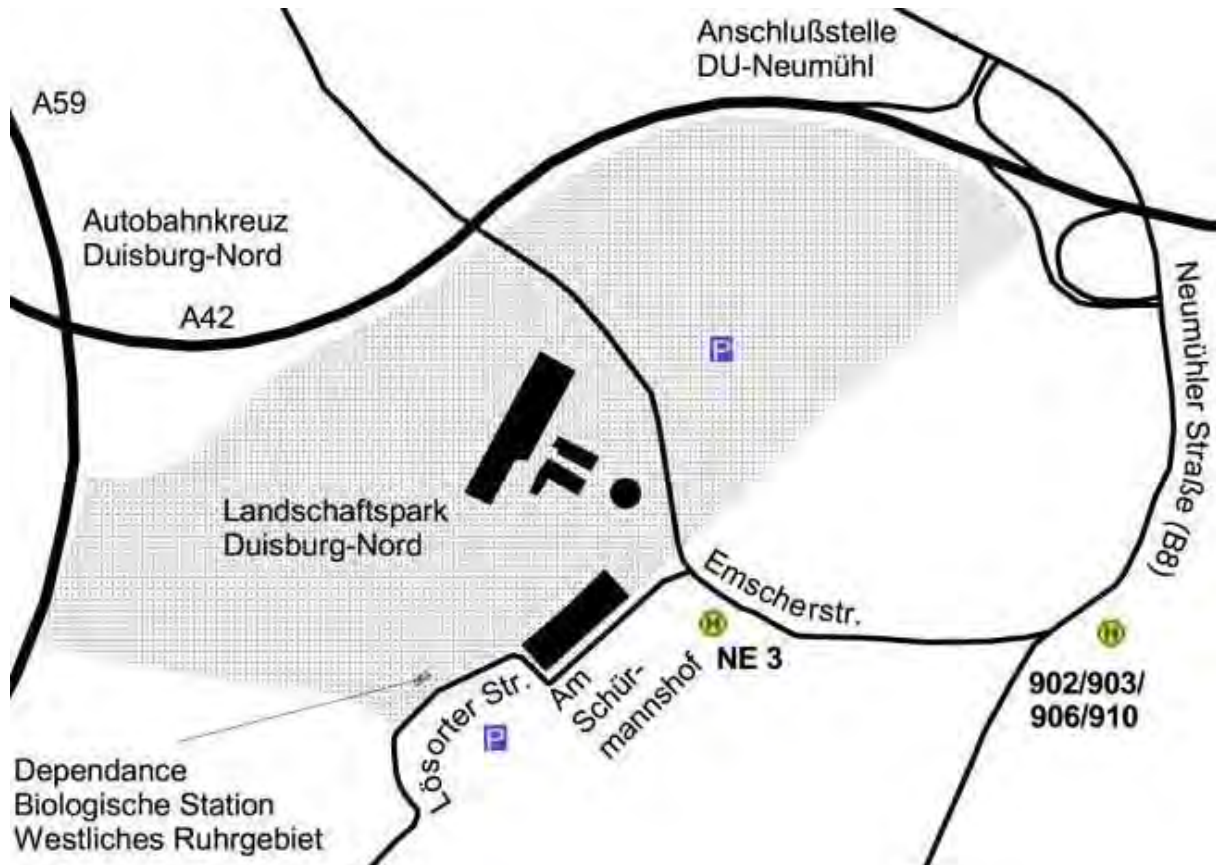 Anschlußstelle
DU-Neumühl
A59
Autobahnkreuz
Duisburg-Nord
A42
Neumühler Straße (B8)
P
Landschaftspark
Duisburg-Nord
Emscherstr.
H
NE 3
H
902/903/
906/910
Am
Schür-
mannshof
Lösorter Str.
P
Dependance
Biologische Station
Westliches Ruhrgebiet